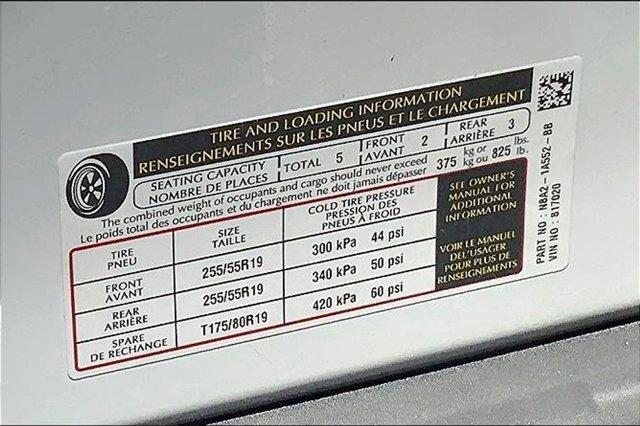 TIRE AND LOADING INFORMATION
RENSEIGNEMENTS SUR LES PNEUS ET LE CHARGEMENT
SEATING CAPACITY
NOMBRE DE PLACES
TOTAL 5
FRONT
AVANT 2
REAR
ARRIÈRE 3
The combined weight of occupants and cargo should never exceed
Le poids total des occupants et du chargement ne doit jamais dépasser
375 kg or 825 lbs.
kg ou lb.
TIRE
PNEU
SIZE
TAILLE
COLD TIRE PRESSURE
PRESSION DES
PNEUS À FROID
FRONT
AVANT
255/55R19
300 kPa 44 psi
REAR
ARRIÈRE
255/55R19
340 kPa 50 psi
SPARE
DE RECHANGE
T175/80R19
420 kPa 60 psi
SEE OWNER'S
MANUAL FOR
ADDITIONAL
INFORMATION
VOIR LE MANUEL
DE L'USAGER
POUR PLUS DE
RENSEIGNEMENTS
PART NO : N8A2 - 1A552 - BB
VIN NO : B17020